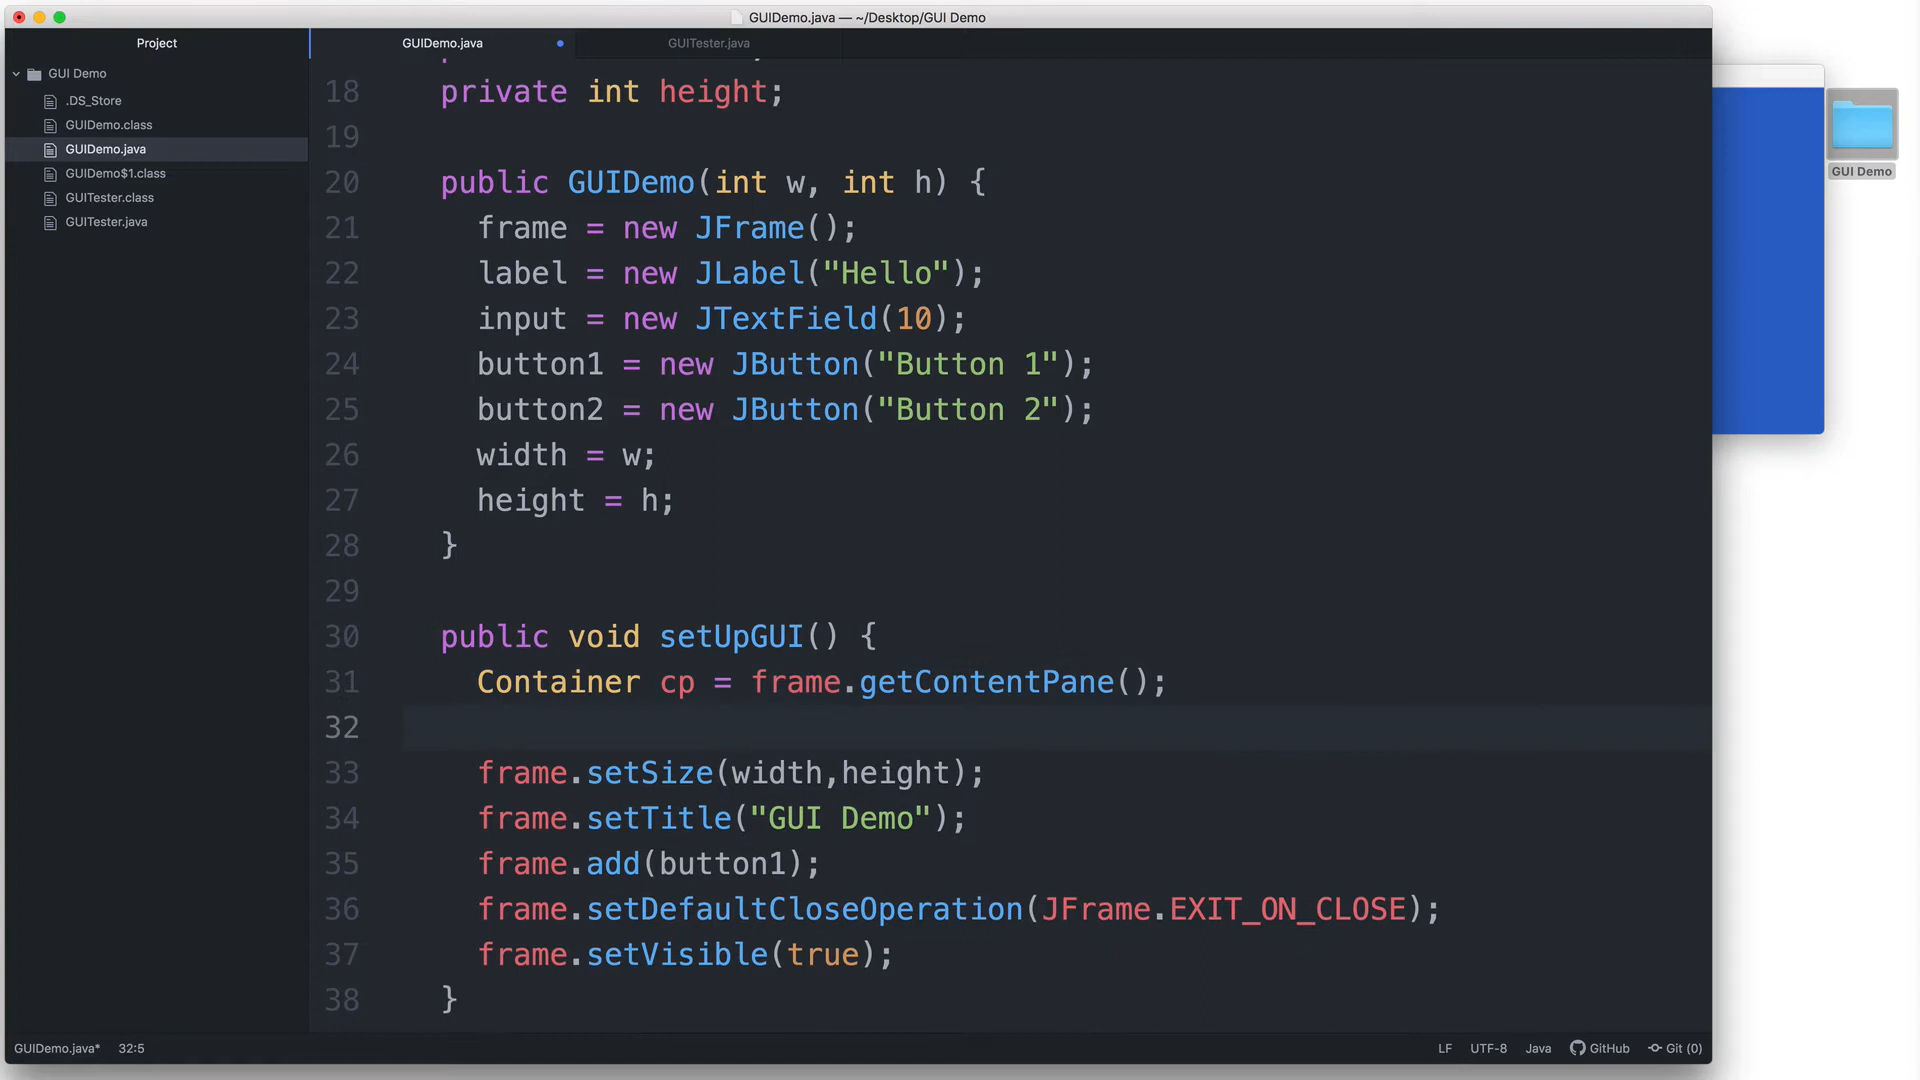 GUIDemo.java — ~/Desktop/GUI Demo
Project
GUIDemo.java
GUITester.java
GUI Demo
.DS_Store
GUIDemo.class
GUIDemo.java
GUIDemo$1.class
GUITester.class
GUITester.java
18 private int height;
19
20 public GUIDemo(int w, int h) {
21 frame = new JFrame();
22 label = new JLabel("Hello");
23 input = new JTextField(10);
24 button1 = new JButton("Button 1");
25 button2 = new JButton("Button 2");
26 width = w;
27 height = h;
28 }
29
30 public void setUpGUI() {
31 Container cp = frame.getContentPane();
32
33 frame.setSize(width,height);
34 frame.setTitle("GUI Demo");
35 frame.add(button1);
36 frame.setDefaultCloseOperation(JFrame.EXIT_ON_CLOSE);
37 frame.setVisible(true);
38 }
GUI Demo
GUIDemo.java* 32:5 LF UTF-8 Java GitHub Git (0)